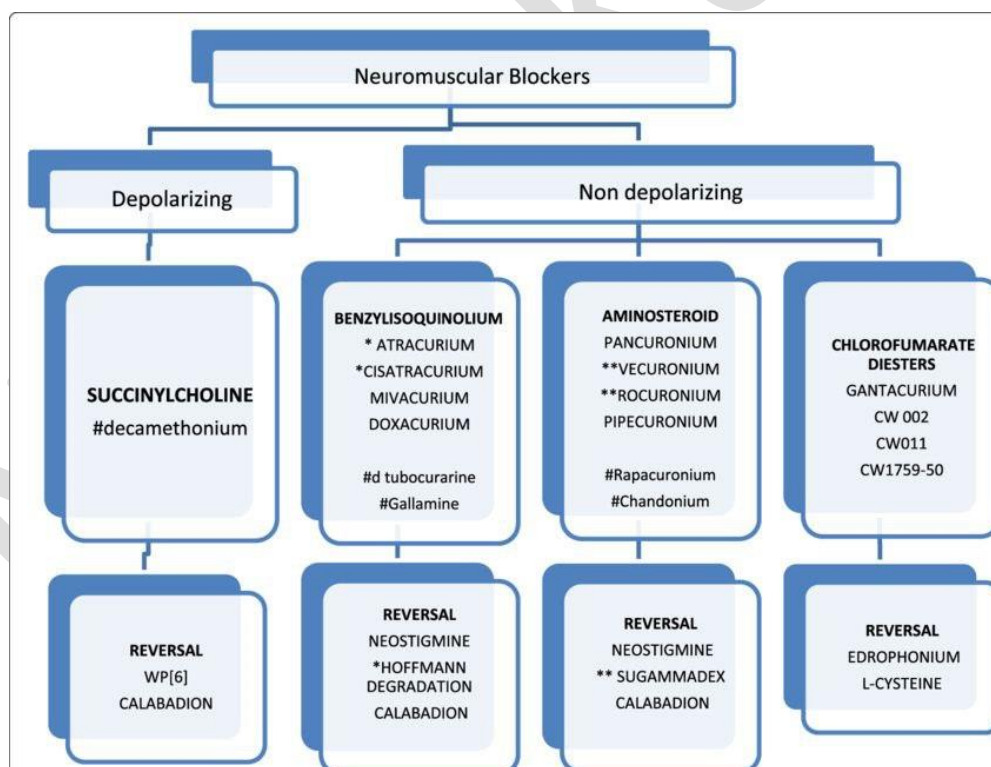 Neuromuscular Blockers
Depolarizing
Non depolarizing
SUCCINYLCHOLINE
#decamethonium
BENZYLISOQUINOLIUM
* ATRACURIUM
*CISATRACURIUM
MIVACURIUM
DOXACURIUM
#d tubocurarine
#Gallamine
AMINOSTEROID
PANCURONIUM
**VECURONIUM
**ROCURONIUM
PIPECURONIUM
#Rapacuronium
#Chandonium
CHLOROFUMARATE
DIESTERS
GANTACURIUM
CW 002
CW011
CW1759-50
REVERSAL
WP[6]
CALABADION
REVERSAL
NEOSTIGMINE
*HOFFMANN
DEGRADATION
CALABADION
REVERSAL
NEOSTIGMINE
** SUGAMMADEX
CALABADION
REVERSAL
EDROPHONIUM
L-CYSTEINE